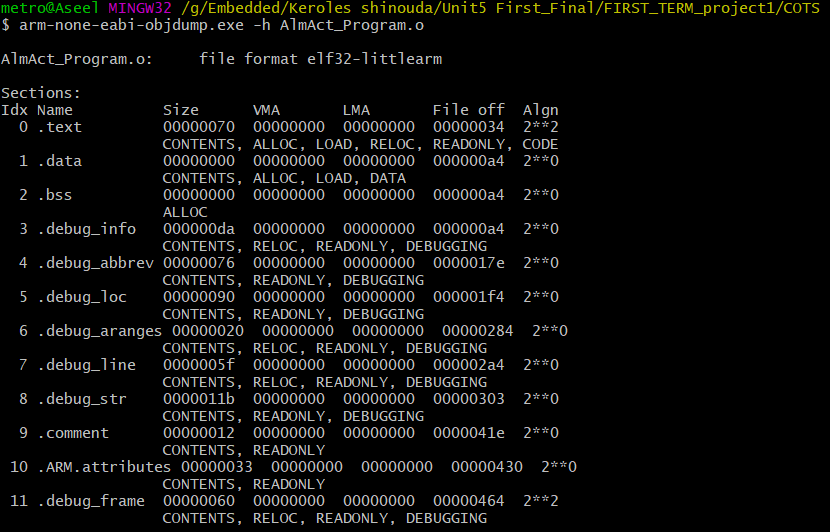 metro@Aseel MINGW32 /g/Embedded/Keroles shinouda/Unit5 First_Final/FIRST_TERM_project1/COTS
$ arm-none-eabi-objdump.exe -h AlmAct_Program.o

AlmAct_Program.o:     file format elf32-littlearm

Sections:
Idx Name          Size      VMA       LMA       File off  Algn
  0 .text         00000070  00000000  00000000  00000034  2**2
                  CONTENTS, ALLOC, LOAD, RELOC, READONLY, CODE
  1 .data         00000000  00000000  00000000  000000a4  2**0
                  CONTENTS, ALLOC, LOAD, DATA
  2 .bss          00000000  00000000  00000000  000000a4  2**0
                  ALLOC
  3 .debug_info   000000da  00000000  00000000  000000a4  2**0
                  CONTENTS, RELOC, READONLY, DEBUGGING
  4 .debug_abbrev 00000076  00000000  00000000  0000017e  2**0
                  CONTENTS, READONLY, DEBUGGING
  5 .debug_loc    00000090  00000000  00000000  000001f4  2**0
                  CONTENTS, READONLY, DEBUGGING
  6 .debug_aranges 00000020  00000000  00000000  00000284  2**0
                  CONTENTS, RELOC, READONLY, DEBUGGING
  7 .debug_line   0000005f  00000000  00000000  000002a4  2**0
                  CONTENTS, RELOC, READONLY, DEBUGGING
  8 .debug_str    0000011b  00000000  00000000  00000303  2**0
                  CONTENTS, READONLY, DEBUGGING
  9 .comment      00000012  00000000  00000000  0000041e  2**0
                  CONTENTS, READONLY
 10 .ARM.attributes 00000033  00000000  00000000  00000430  2**0
                  CONTENTS, READONLY
 11 .debug_frame  00000060  00000000  00000000  00000464  2**2
                  CONTENTS, RELOC, READONLY, DEBUGGING